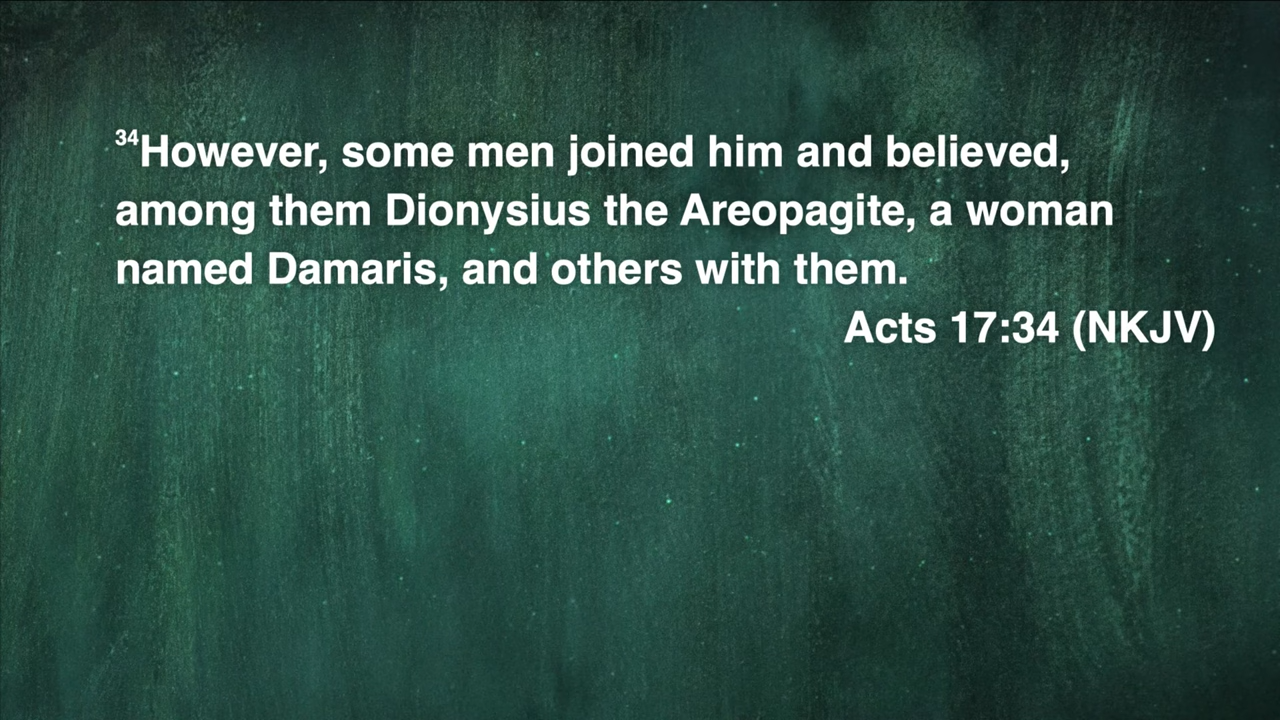 34However, some men joined him and believed,
among them Dionysius the Areopagite, a woman
named Damaris, and others with them.
Acts 17:34 (NKJV)